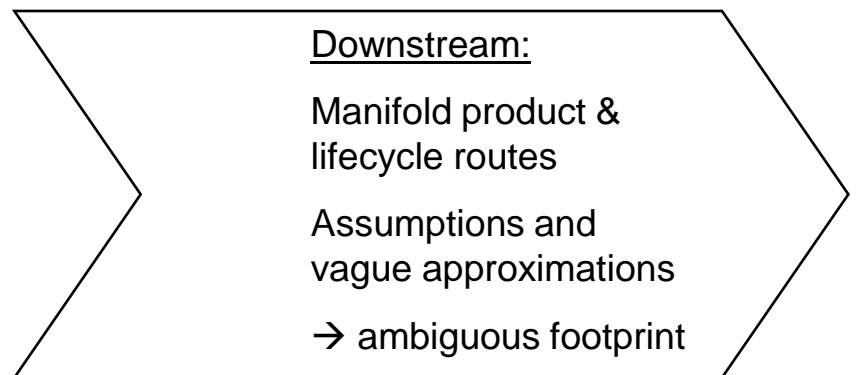 Downstream:
Manifold product &
lifecycle routes
Assumptions and
vague approximations
→ ambiguous footprint